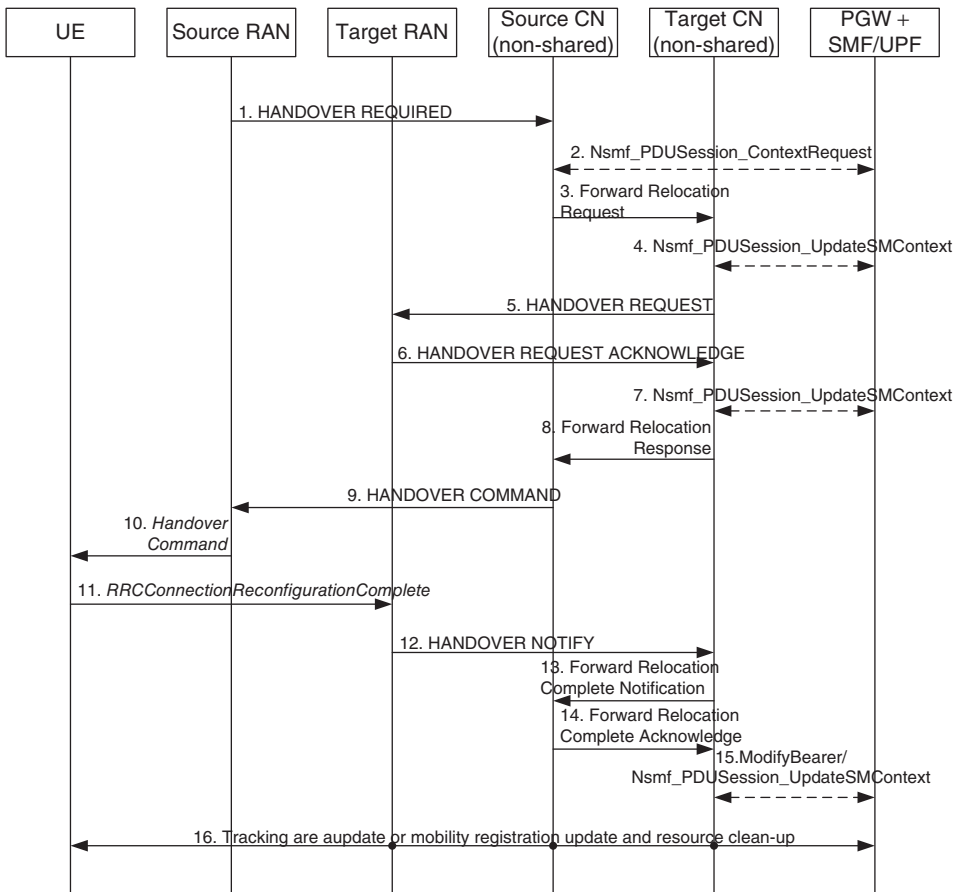 UE
Source RAN
Target RAN
Source CN
(non-shared)
Target CN
(non-shared)
PGW +
SMF/UPF
1. HANDOVER REQUIRED
2. Nsmf_PDUSession_ContextRequest
3. Forward Relocation
Request
4. Nsmf_PDUSession_UpdateSMContext
5. HANDOVER REQUEST
6. HANDOVER REQUEST ACKNOWLEDGE
7. Nsmf_PDUSession_UpdateSMContext
8. Forward Relocation
Response
9. HANDOVER COMMAND
10. Handover
Command
11. RRCConnectionReconfigurationComplete
12. HANDOVER NOTIFY
13. Forward Relocation
Complete Notification
14. Forward Relocation
Complete Acknowledge
15.ModifyBearer/
Nsmf_PDUSession_UpdateSMContext
16. Tracking are aupdate or mobility registration update and resource clean-up